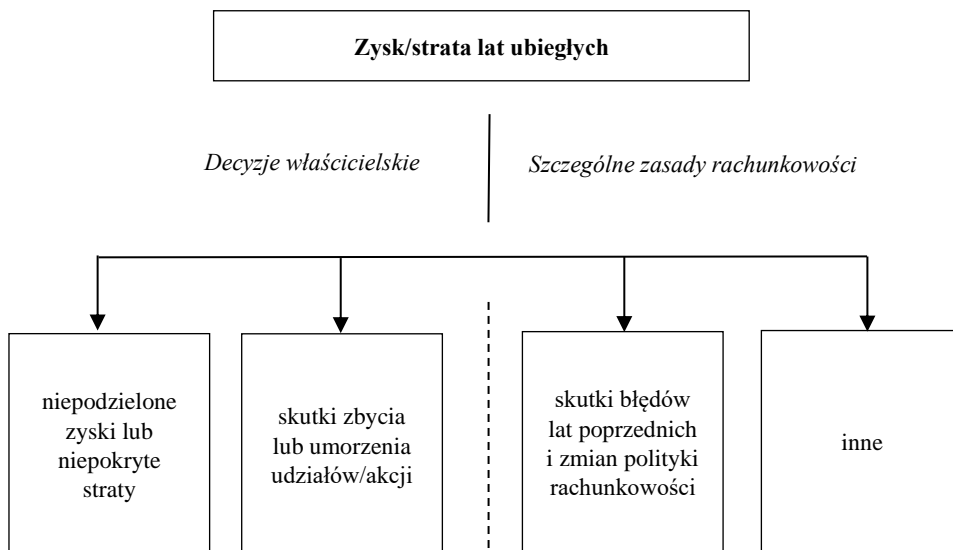 Zysk/strata lat ubiegłych
Decyzje właścicielskie
Szczególne zasady rachunkowości
niepodzielone
zyski lub
niepokryte
straty
skutki zbycia
lub umorzenia
udziałów/akcji
skutki błędów
lat poprzednich
i zmian polityki
rachunkowości
inne